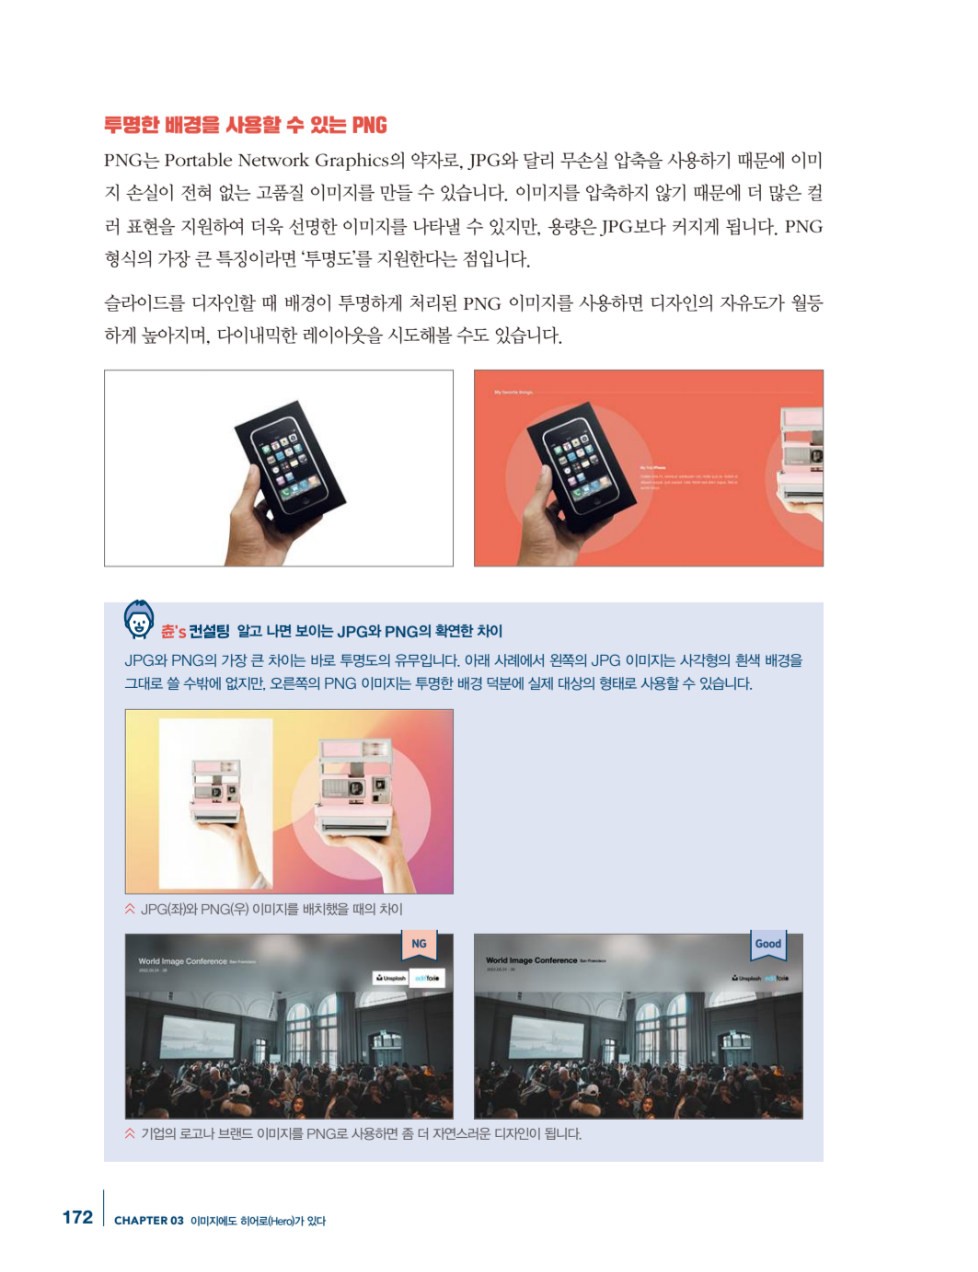 투명한 배경을 사용할 수 있는 PNG
PNG는 Portable Network Graphics의 약자로, JPG와 달리 무손실 압축을 사용하기 때문에 이미
지 손실이 전혀 없는 고품질 이미지를 만들 수 있습니다. 이미지를 압축하지 않기 때문에 더 많은 컬
러 표현을 지원하여 더욱 선명한 이미지를 나타낼 수 있지만, 용량은 JPG보다 커지게 됩니다. PNG
형식의 가장 큰 특징이라면 ‘투명도’를 지원한다는 점입니다.
슬라이드를 디자인할 때 배경이 투명하게 처리된 PNG 이미지를 사용하면 디자인의 자유도가 월등
하게 높아지며, 다이내믹한 레이아웃을 시도해볼 수도 있습니다.
My favorite things
춘's 컨설팅 알고 나면 보이는 JPG와 PNG의 확연한 차이
JPG와 PNG의 가장 큰 차이는 바로 투명도의 유무입니다. 아래 사례에서 왼쪽의 JPG 이미지는 사각형의 흰색 배경을
그대로 쓸 수밖에 없지만, 오른쪽의 PNG 이미지는 투명한 배경 덕분에 실제 대상의 형태로 사용할 수 있습니다.
JPG(좌)와 PNG(우) 이미지를 배치했을 때의 차이
NG
World Image Conference San Francisco
Unsplash
Good
World Image Conference San Francisco
Unsplash
기업의 로고나 브랜드 이미지를 PNG로 사용하면 좀 더 자연스러운 디자인이 됩니다.
172 CHAPTER 03 이미지에도 히어로(Hero)가 있다